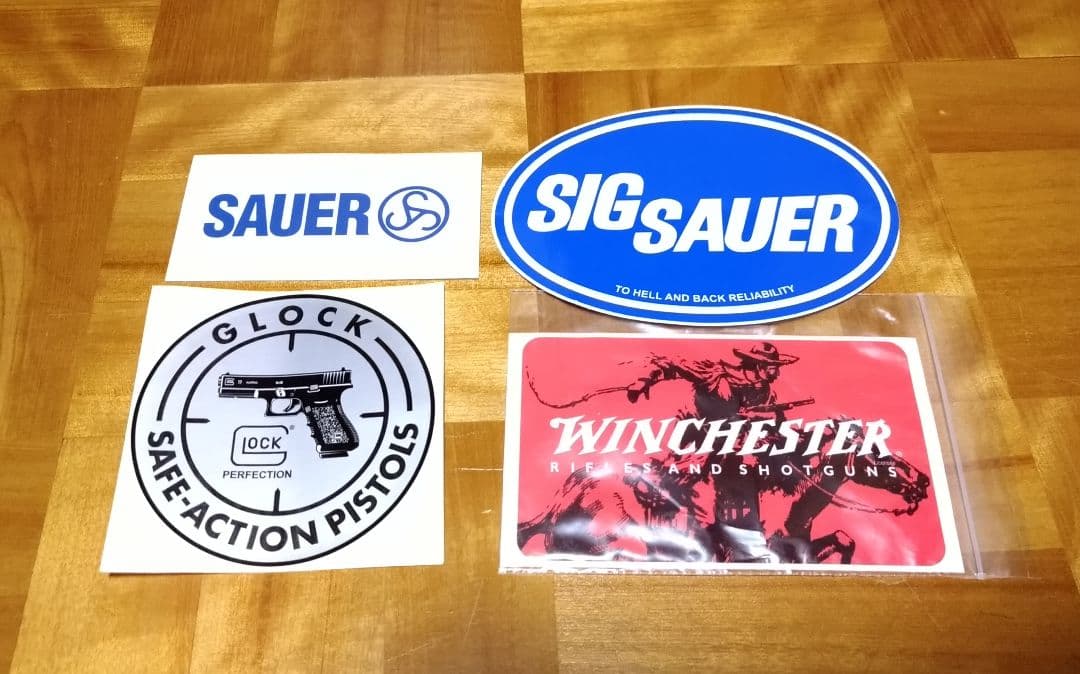 SAUER
SIG
SAUER
TO HELL AND BACK RELIABILITY
GLOCK
GLOCK
PERFECTION
SAFE-ACTION PISTOLS
WINCHESTER
RIFLES AND SHOTGUNS